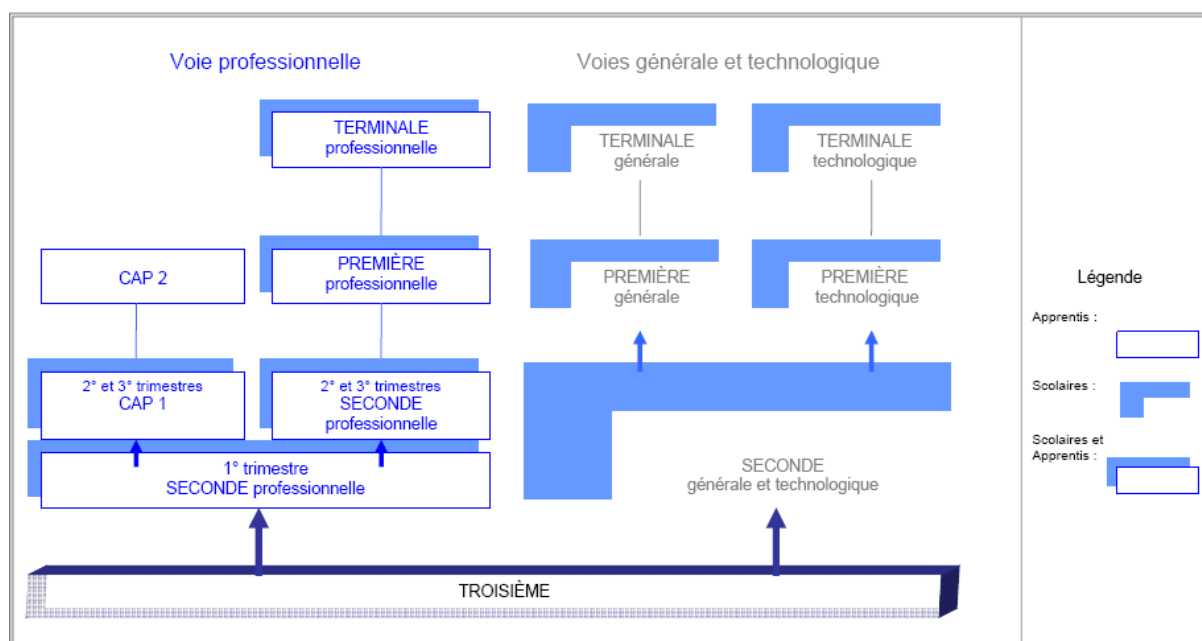 Voie professionnelle
Voies générale et technologique
TERMINALE
professionnelle
TERMINALE
générale
TERMINALE
technologique
CAP 2
PREMIÈRE
professionnelle
PREMIÈRE
générale
PREMIÈRE
technologique
2° et 3° trimestres
CAP 1
2° et 3° trimestres
SECONDE
professionnelle
1° trimestre
SECONDE professionnelle
SECONDE
générale et technologique
TROISIÈME
Légende
Apprentis :
Scolaires :
Scolaires et
Apprentis :